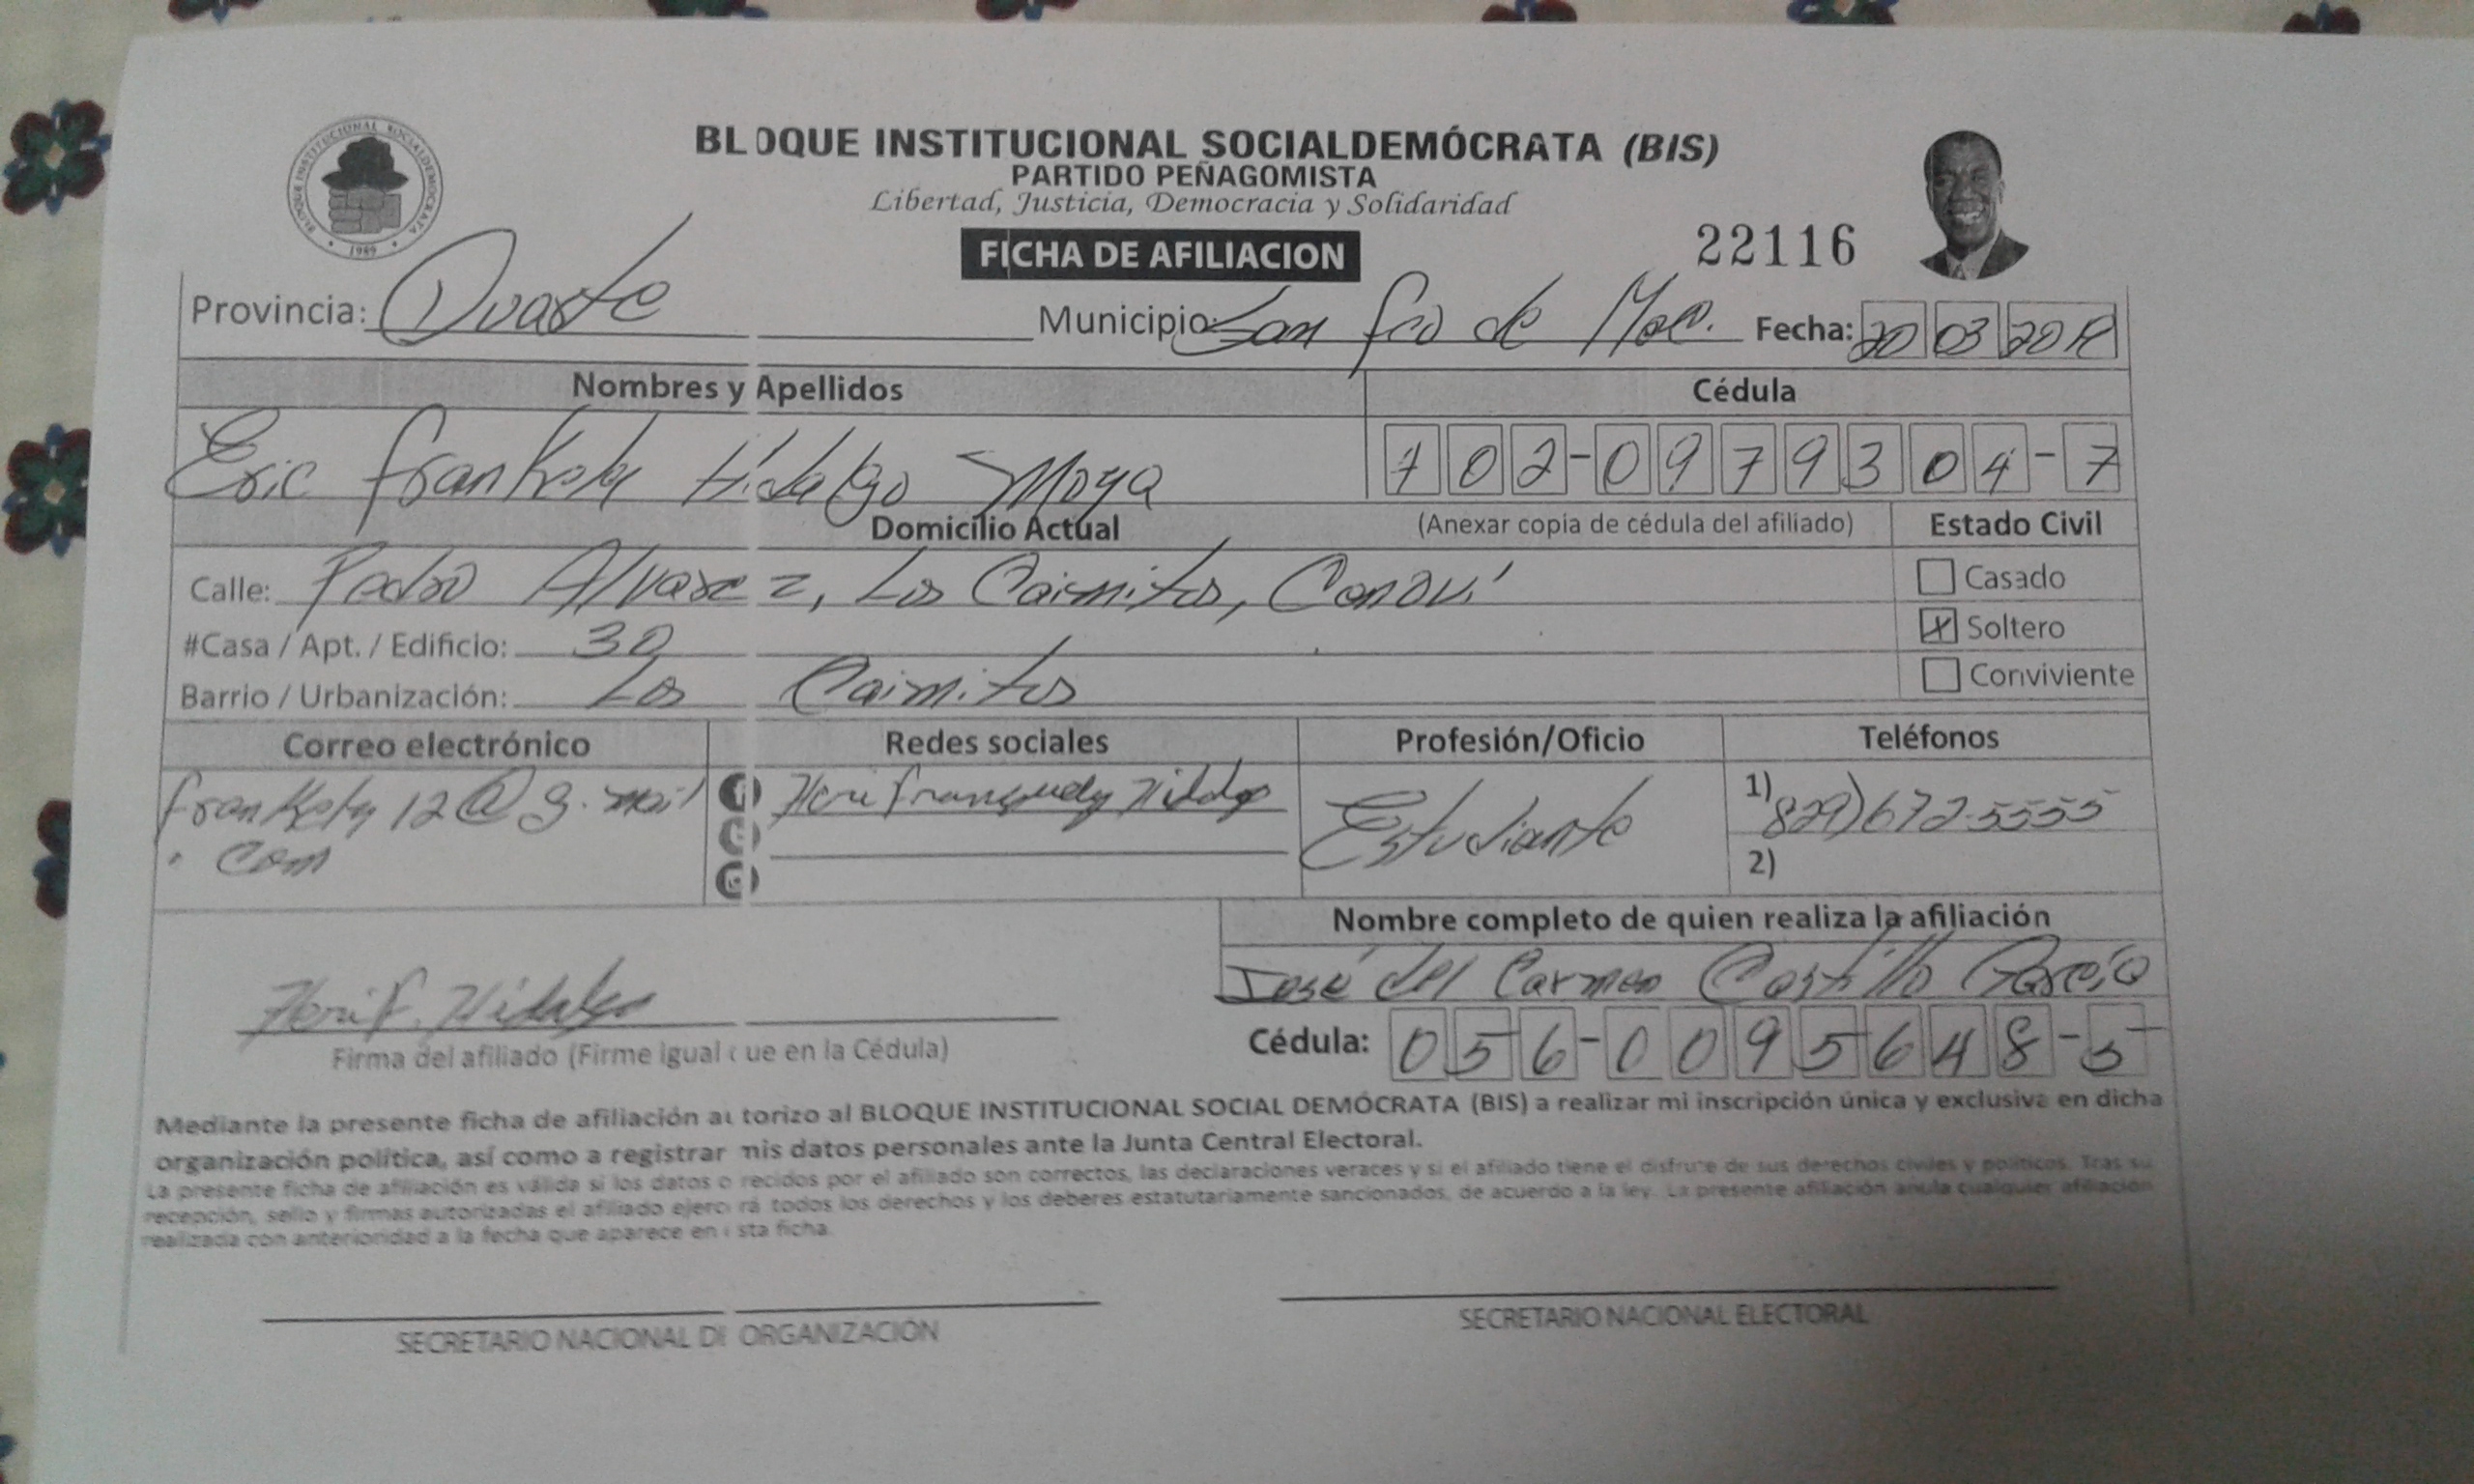 BLOQUE INSTITUCIONAL SOCIALDEMÓCRATA (BIS)
PARTIDO PEÑAGOMISTA
Libertad, Justicia, Democracia y Solidaridad
BLOQUE INSTITUCIONAL SOCIALDEMOCRATA
1989
FICHA DE AFILIACION
22116
Provincia: Duarte Municipio: San fco de Mac. Fecha: 20 03
Nombres y Apellidos Cédula
Eric frankely Hidalgo Moya 402-0979304-7
Domicilio Actual (Anexar copia de cédula del afiliado) Estado Civil
Calle: Pedro Alvarez, Los Caimitos, Cenovi Casado
#Casa / Apt. / Edificio: 30 X Soltero
Barrio / Urbanización: Los Caimitos Conviviente
Correo electrónico Redes sociales Profesión/Oficio Teléfonos
frankely12@g.mail Hidalgo Estudiante 1) 829)672-5555
.com 2)
Nombre completo de quien realiza la afiliación
José del Carmen Castillo García
Hidalgo
Firma del afiliado (Firme igual que en la Cédula) Cédula: 056-0095648-5
Mediante la presente ficha de afiliación autorizo al BLOQUE INSTITUCIONAL SOCIAL DEMÓCRATA (BIS) a realizar mi inscripción única y exclusiva en dicha
organización política, así como a registrar mis datos personales ante la Junta Central Electoral.
La presente ficha de afiliación es válida si los datos ofrecidos por el afiliado son correctos, las declaraciones veraces y si el afiliado tiene el disfrute de sus derechos civiles y políticos. Tras su
recepción, sello y firmas autorizadas el afiliado ejercerá todos los derechos y los deberes estatutariamente sancionados, de acuerdo a la ley. La presente afiliación anula cualquier afiliación
realizada con anterioridad a la fecha que aparece en esta ficha.
SECRETARIO NACIONAL DE ORGANIZACIÓN SECRETARIO NACIONAL ELECTORAL